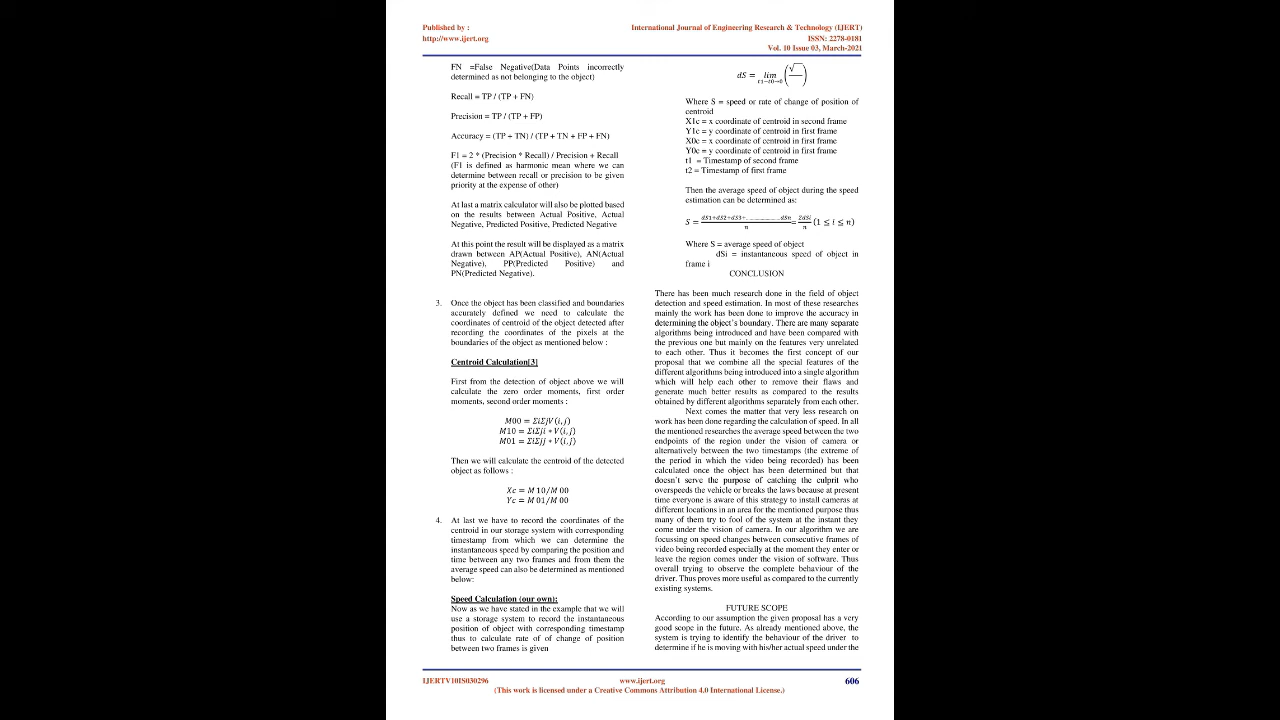 Published by :
http://www.ijert.org
International Journal of Engineering Research & Technology (IJERT)
ISSN: 2278-0181
Vol. 10 Issue 03, March-2021
FN =False Negative(Data Points incorrectly
determined as not belonging to the object)
Recall = TP / (TP + FN)
Precision = TP / (TP + FP)
Accuracy = (TP + TN) / (TP + TN + FP + FN)
F1 = 2 * (Precision * Recall) / Precision + Recall
(F1 is defined as harmonic mean where we can
determine between recall or precision to be given
priority at the expense of other)
At last a matrix calculator will also be plotted based
on the results between Actual Positive, Actual
Negative, Predicted Positive, Predicted Negative
At this point the result will be displayed as a matrix
drawn between AP(Actual Positive), AN(Actual
Negative), PP(Predicted Positive) and
PN(Predicted Negative).
3. Once the object has been classified and boundaries
accurately defined we need to calculate the
coordinates of centroid of the object detected after
recording the coordinates of the pixels at the
boundaries of the object as mentioned below :
Centroid Calculation[3]
First from the detection of object above we will
calculate the zero order moments, first order
moments, second order moments :
M00 = ΣiΣjV(i,j)
M10 = ΣiΣji * V(i,j)
M01 = ΣiΣjj * V(i,j)
Then we will calculate the centroid of the detected
object as follows :
Xc = M10/M00
Yc = M01/M00
4. At last we have to record the coordinates of the
centroid in our storage system with corresponding
timestamp from which we can determine the
instantaneous speed by comparing the position and
time between any two frames and from them the
average speed can also be determined as mentioned
below:
Speed Calculation (our own):
Now as we have stated in the example that we will
use a storage system to record the instantaneous
position of object with corresponding timestamp
thus to calculate rate of of change of position
between two frames is given
dS = lim t1−t0→0 (√ )
Where S = speed or rate of change of position of
centroid
X1c = x coordinate of centroid in second frame
Y1c = y coordinate of centroid in first frame
X0c = x coordinate of centroid in first frame
Y0c = y coordinate of centroid in first frame
t1 = Timestamp of second frame
t2 = Timestamp of first frame
Then the average speed of object during the speed
estimation can be determined as:
S = dS1+dS2+dS3+.....................dSn / n = ΣdSi / n (1 ≤ i ≤ n)
Where S = average speed of object
dSi = instantaneous speed of object in
frame i
CONCLUSION
There has been much research done in the field of object
detection and speed estimation. In most of these researches
mainly the work has been done to improve the accuracy in
determining the object's boundary. There are many separate
algorithms being introduced and have been compared with
the previous one but mainly on the features very unrelated
to each other. Thus it becomes the first concept of our
proposal that we combine all the special features of the
different algorithms being introduced into a single algorithm
which will help each other to remove their flaws and
generate much better results as compared to the results
obtained by different algorithms separately from each other.
Next comes the matter that very less research on
work has been done regarding the calculation of speed. In all
the mentioned researches the average speed between the two
endpoints of the region under the vision of camera or
alternatively between the two timestamps (the extreme of
the period in which the video being recorded) has been
calculated once the object has been determined but that
doesn't serve the purpose of catching the culprit who
overspeeds the vehicle or breaks the laws because at present
time everyone is aware of this strategy to install cameras at
different locations in an area for the mentioned purpose thus
many of them try to fool of the system at the instant they
come under the vision of camera. In our algorithm we are
focussing on speed changes between consecutive frames of
video being recorded especially at the moment they enter or
leave the region comes under the vision of software. Thus
overall trying to observe the complete behaviour of the
driver. Thus proves more useful as compared to the currently
existing systems.
FUTURE SCOPE
According to our assumption the given proposal has a very
good scope in the future. As already mentioned above, the
system is trying to identify the behaviour of the driver to
determine if he is moving with his/her actual speed under the
IJERTV10IS030296
www.ijert.org
(This work is licensed under a Creative Commons Attribution 4.0 International License.)
606